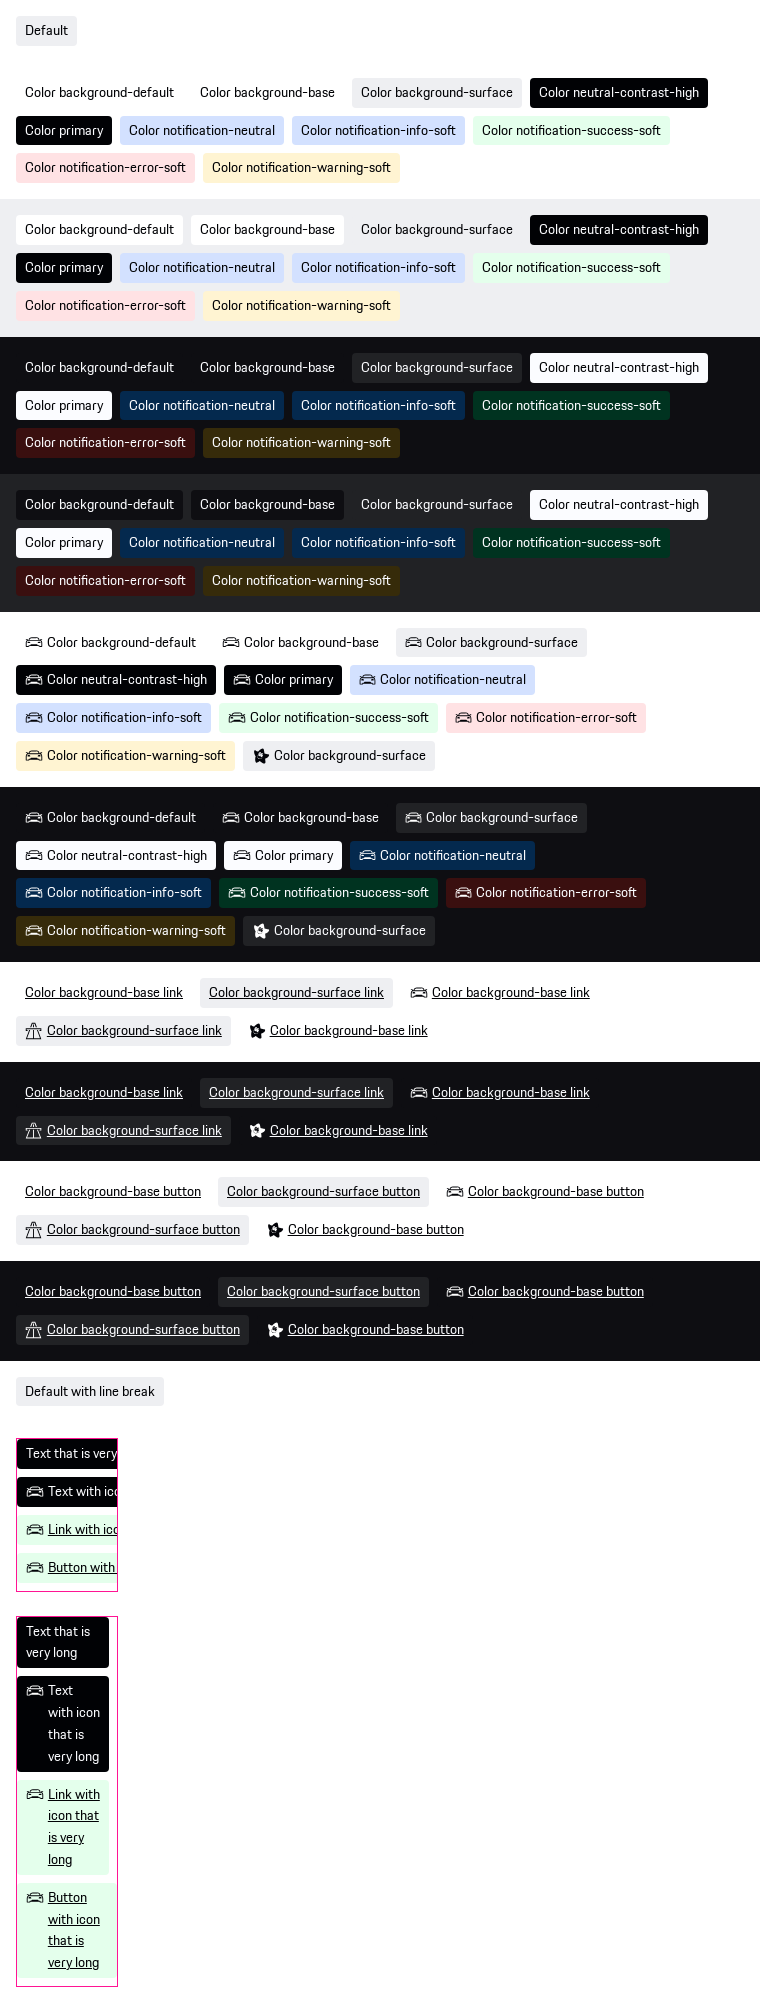 Default
Color background-default Color background-base Color background-surface Color neutral-contrast-high
Color primary Color notification-neutral Color notification-info-soft Color notification-success-soft
Color notification-error-soft Color notification-warning-soft
Color background-default Color background-base Color background-surface Color neutral-contrast-high
Color primary Color notification-neutral Color notification-info-soft Color notification-success-soft
Color notification-error-soft Color notification-warning-soft
Color background-default Color background-base Color background-surface Color neutral-contrast-high
Color primary Color notification-neutral Color notification-info-soft Color notification-success-soft
Color notification-error-soft Color notification-warning-soft
Color background-default Color background-base Color background-surface Color neutral-contrast-high
Color primary Color notification-neutral Color notification-info-soft Color notification-success-soft
Color notification-error-soft Color notification-warning-soft
Color background-default Color background-base Color background-surface
Color neutral-contrast-high Color primary Color notification-neutral
Color notification-info-soft Color notification-success-soft Color notification-error-soft
Color notification-warning-soft Color background-surface
Color background-default Color background-base Color background-surface
Color neutral-contrast-high Color primary Color notification-neutral
Color notification-info-soft Color notification-success-soft Color notification-error-soft
Color notification-warning-soft Color background-surface
Color background-base link Color background-surface link Color background-base link
Color background-surface link Color background-base link
Color background-base link Color background-surface link Color background-base link
Color background-surface link Color background-base link
Color background-base button Color background-surface button Color background-base button
Color background-surface button Color background-base button
Color background-base button Color background-surface button Color background-base button
Color background-surface button Color background-base button
Default with line break
Text that is very
Text with ico
Link with ico
Button with
Text that is
very long
Text
with icon
that is
very long
Link with
icon that
is very
long
Button
with icon
that is
very long